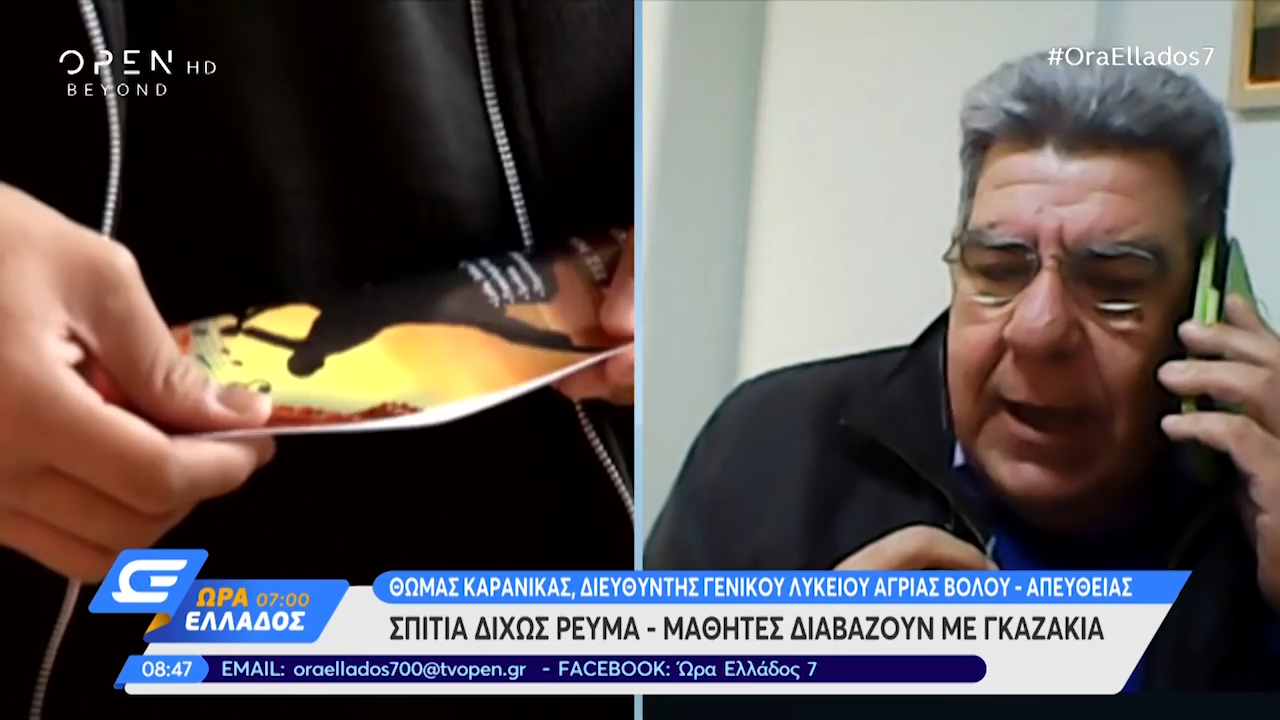 OPEN HD
BEYOND
#OraEllados7
ΘΩΜΑΣ ΚΑΡΑΝΙΚΑΣ, ΔΙΕΥΘΥΝΤΗΣ ΓΕΝΙΚΟΥ ΛΥΚΕΙΟΥ ΑΓΡΙΑΣ ΒΟΛΟΥ - ΑΠΕΥΘΕΙΑΣ
ΩΡΑ 07:00
ΕΛΛΑΔΟΣ
ΣΠΙΤΙΑ ΔΙΧΩΣ ΡΕΥΜΑ - ΜΑΘΗΤΕΣ ΔΙΑΒΑΖΟΥΝ ΜΕ ΓΚΑΖΑΚΙΑ
08:47 EMAIL: oraellados700@tvopen.gr - FACEBOOK: Ώρα Ελλάδος 7